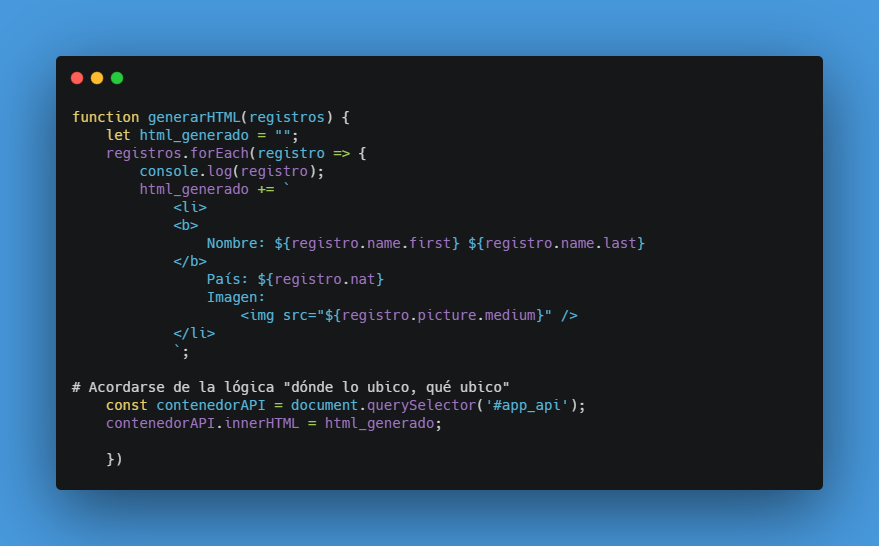 function generarHTML(registros) {
    let html_generado = "";
    registros.forEach(registro => {
        console.log(registro);
        html_generado += `
            <li>
            <b>
                Nombre: ${registro.name.first} ${registro.name.last}
            </b>
                País: ${registro.nat}
                Imagen:
                    <img src="${registro.picture.medium}" />
            </li>
            `;

# Acordarse de la lógica "dónde lo ubico, qué ubico"
    const contenedorAPI = document.querySelector('#app_api');
    contenedorAPI.innerHTML = html_generado;

    })